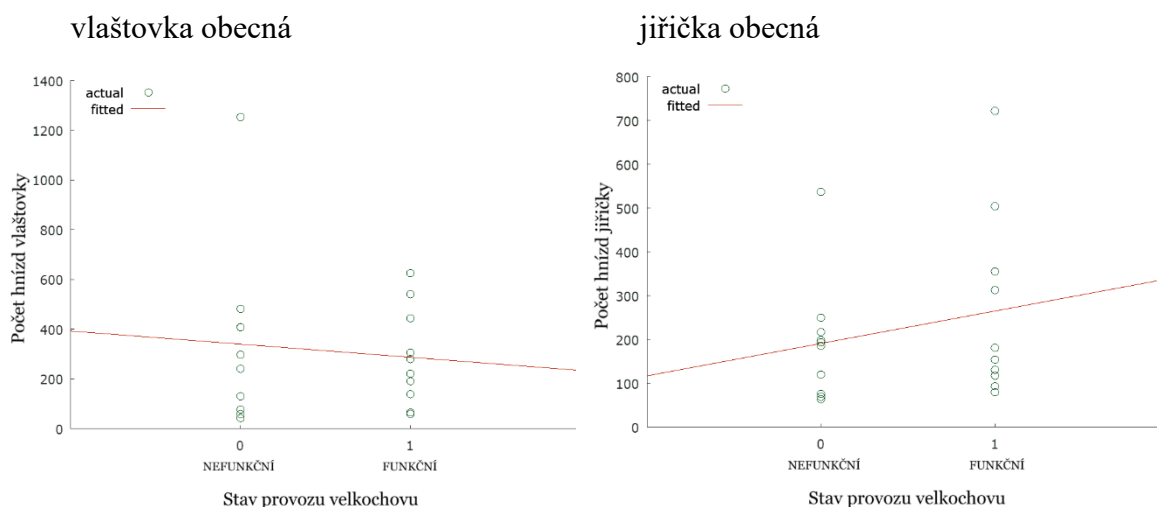 vlaštovka obecná
1400
1200
1000
800
600
400
200
0
actual
fitted
Počet hnízd vlaštovky
0
1
NEFUNKČNÍ
FUNKČNÍ
Stav provozu velkochovu
jiřička obecná
800
700
600
500
400
300
200
100
0
actual
fitted
Počet hnízd jiřičky
0
1
NEFUNKČNÍ
FUNKČNÍ
Stav provozu velkochovu